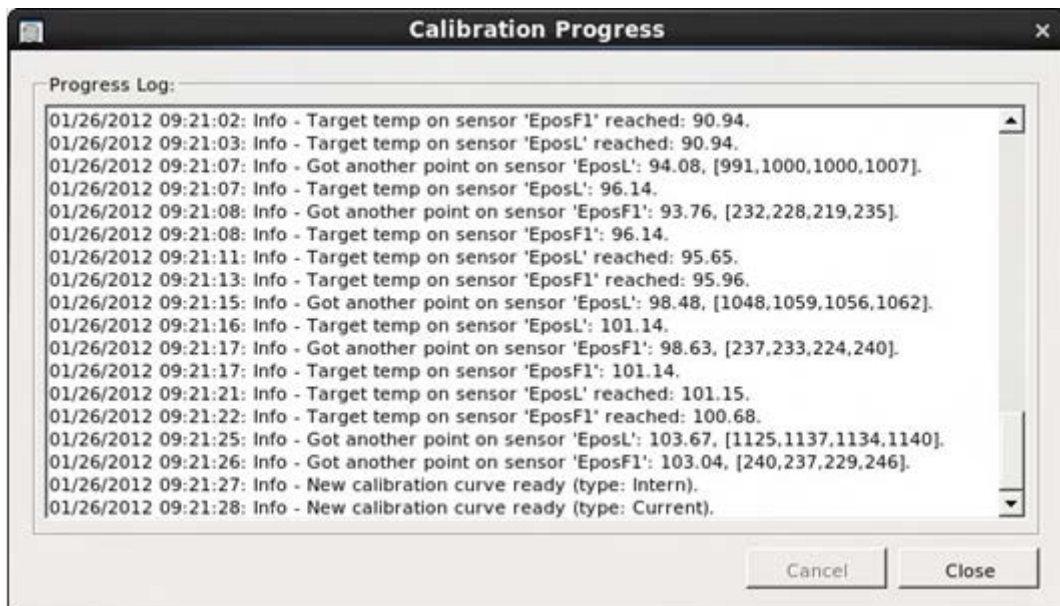 Calibration Progress
Progress Log:
01/26/2012 09:21:02: Info - Target temp on sensor 'EposF1' reached: 90.94.
01/26/2012 09:21:03: Info - Target temp on sensor 'EposL' reached: 90.94.
01/26/2012 09:21:07: Info - Got another point on sensor 'EposL': 94.08, [991,1000,1000,1007].
01/26/2012 09:21:07: Info - Target temp on sensor 'EposL': 96.14.
01/26/2012 09:21:08: Info - Got another point on sensor 'EposF1': 93.76, [232,228,219,235].
01/26/2012 09:21:08: Info - Target temp on sensor 'EposF1': 96.14.
01/26/2012 09:21:11: Info - Target temp on sensor 'EposL' reached: 95.65.
01/26/2012 09:21:13: Info - Target temp on sensor 'EposF1' reached: 95.96.
01/26/2012 09:21:15: Info - Got another point on sensor 'EposL': 98.48, [1048,1059,1056,1062].
01/26/2012 09:21:16: Info - Target temp on sensor 'EposL': 101.14.
01/26/2012 09:21:17: Info - Got another point on sensor 'EposF1': 98.63, [237,233,224,240].
01/26/2012 09:21:17: Info - Target temp on sensor 'EposF1': 101.14.
01/26/2012 09:21:21: Info - Target temp on sensor 'EposL' reached: 101.15.
01/26/2012 09:21:22: Info - Target temp on sensor 'EposF1' reached: 100.68.
01/26/2012 09:21:25: Info - Got another point on sensor 'EposL': 103.67, [1125,1137,1134,1140].
01/26/2012 09:21:26: Info - Got another point on sensor 'EposF1': 103.04, [240,237,229,246].
01/26/2012 09:21:27: Info - New calibration curve ready (type: Intern).
01/26/2012 09:21:28: Info - New calibration curve ready (type: Current).
Cancel Close